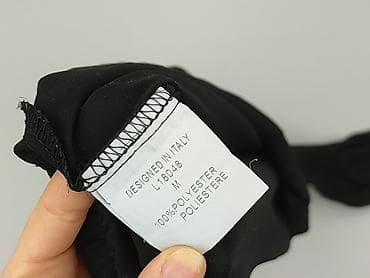 DESIGNED IN ITALY
L18048
M
100%POLYESTER
POLIESTERE